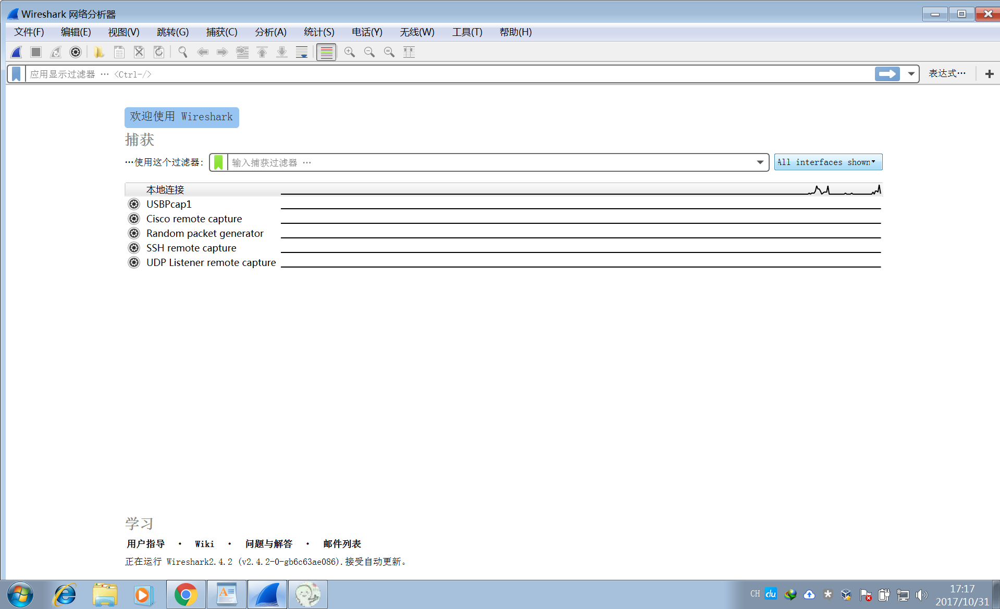 Wireshark 网络分析器
文件(F) 编辑(E) 视图(V) 跳转(G) 捕获(C) 分析(A) 统计(S) 电话(Y) 无线(W) 工具(T) 帮助(H)
应用显示过滤器 … <Ctrl-/> 表达式…
欢迎使用 Wireshark
捕获
…使用这个过滤器: 输入捕获过滤器 … All interfaces shown
本地连接
USBPcap1
Cisco remote capture
Random packet generator
SSH remote capture
UDP Listener remote capture
学习
用户指导 · Wiki · 问题与解答 · 邮件列表
正在运行 Wireshark2.4.2 (v2.4.2-0-gb6c63ae086).接受自动更新。
CH du 17:17
2017/10/31